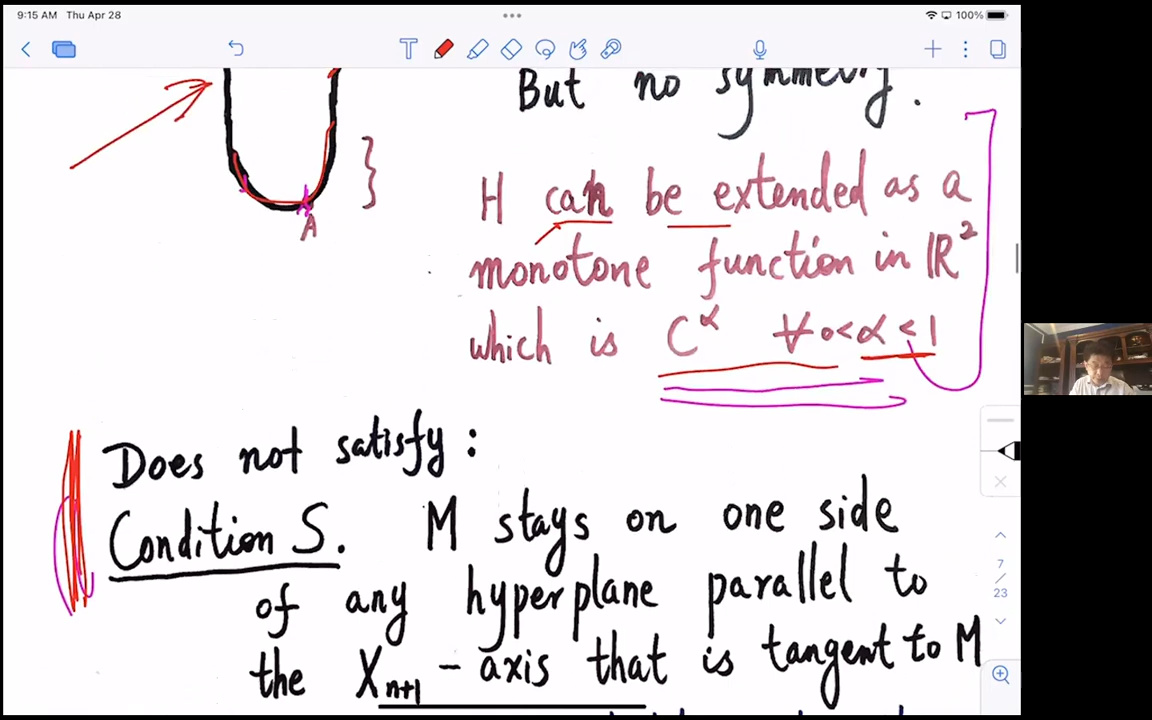 9:15 AM Thu Apr 28
100%
T
But no symmetry.
A
H can be extended as a
monotone function in ℝ²
which is C^α ∀ 0<α<1
Does not satisfy:
Condition S. M stays on one side
of any hyperplane parallel to
the X_{n+1}-axis that is tangent to M
7
/
23